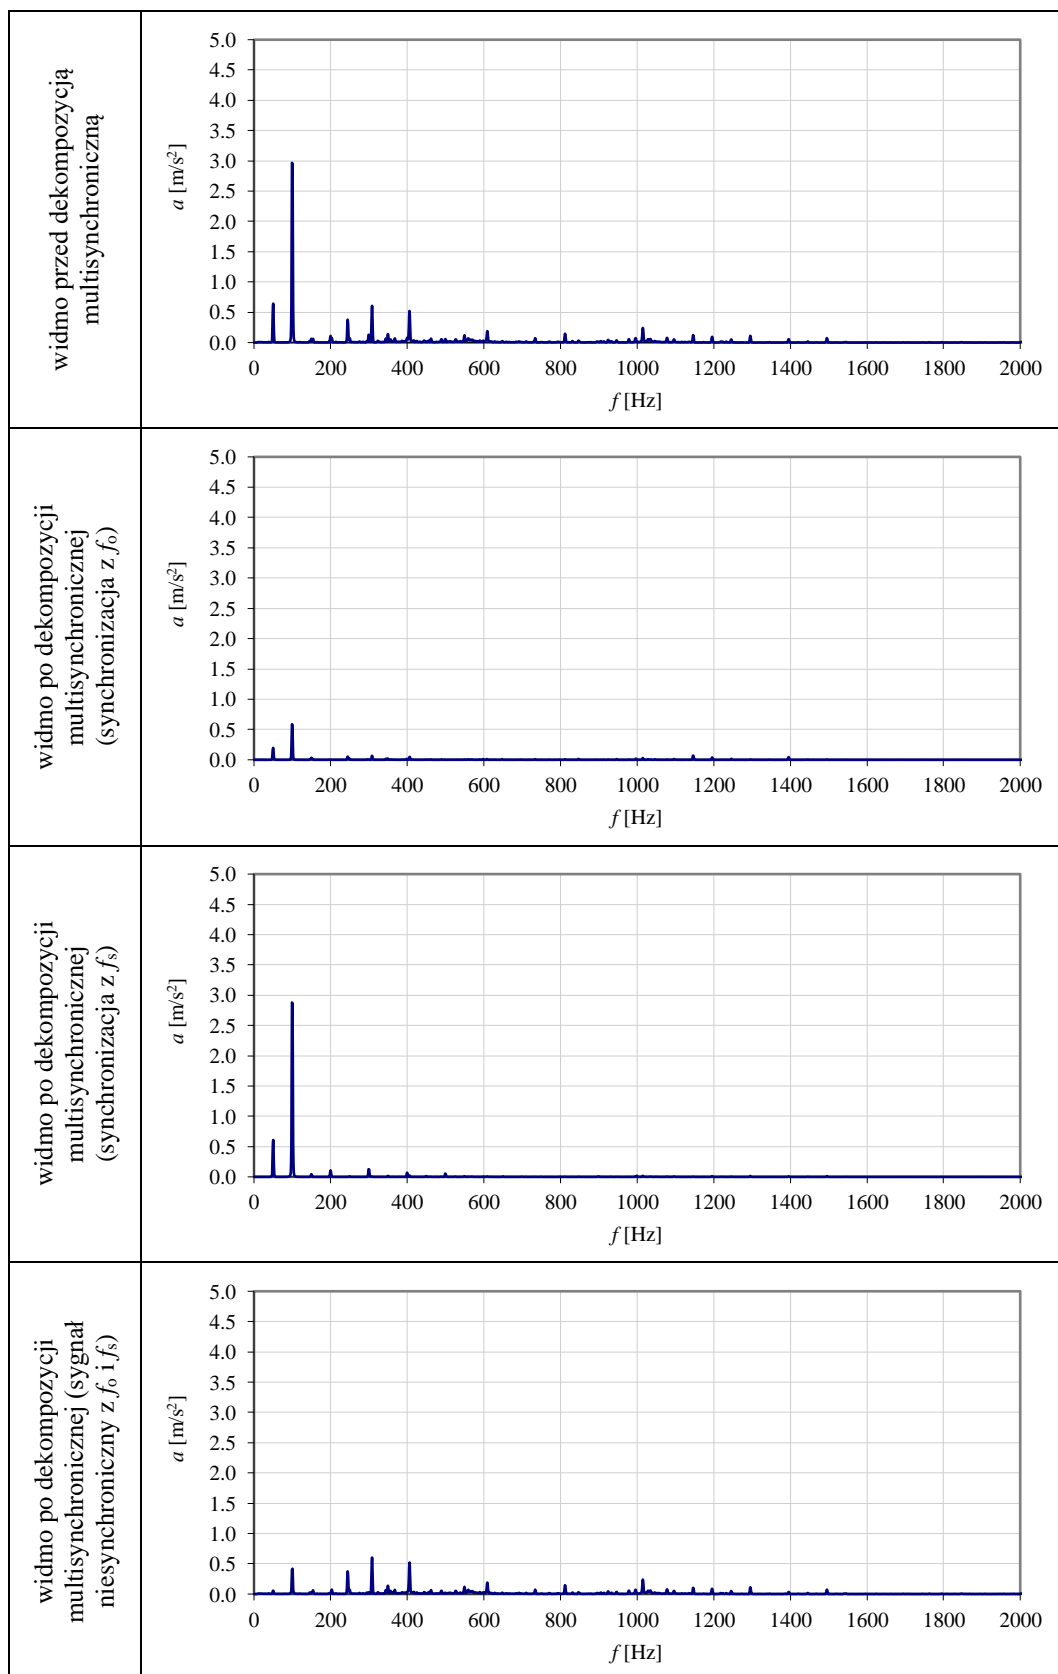 widmo przed dekompozycją
multisynchroniczną
5.0
4.5
4.0
3.5
3.0
2.5
2.0
1.5
1.0
0.5
0.0
a [m/s²]
0 200 400 600 800 1000 1200 1400 1600 1800 2000
f [Hz]
widmo po dekompozycji
multisynchronicznej
(synchronizacja z fo)
5.0
4.5
4.0
3.5
3.0
2.5
2.0
1.5
1.0
0.5
0.0
a [m/s²]
0 200 400 600 800 1000 1200 1400 1600 1800 2000
f [Hz]
widmo po dekompozycji
multisynchronicznej
(synchronizacja z fs)
5.0
4.5
4.0
3.5
3.0
2.5
2.0
1.5
1.0
0.5
0.0
a [m/s²]
0 200 400 600 800 1000 1200 1400 1600 1800 2000
f [Hz]
widmo po dekompozycji
multisynchronicznej (sygnał
niesynchroniczny z fo i fs)
5.0
4.5
4.0
3.5
3.0
2.5
2.0
1.5
1.0
0.5
0.0
a [m/s²]
0 200 400 600 800 1000 1200 1400 1600 1800 2000
f [Hz]